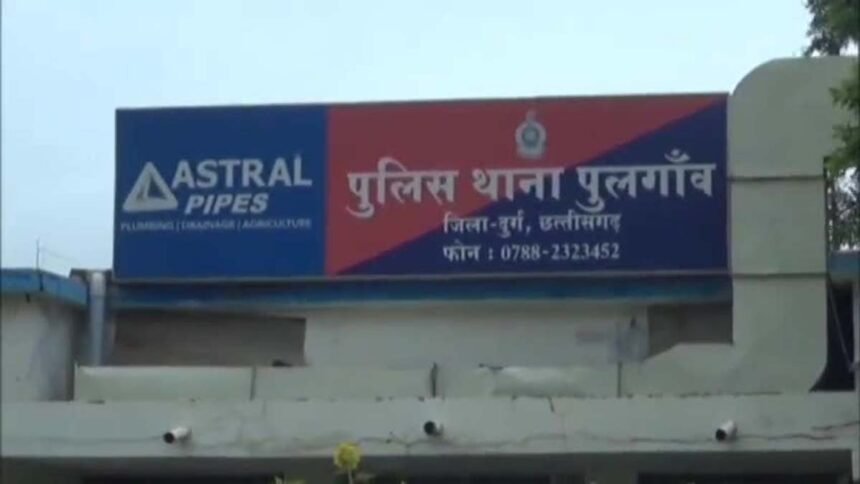 ASTRAL
PIPES
PLUMBING | DRAINAGE | AGRICULTURE
पुलिस थाना पुलगाँव
जिला-दुर्ग, छत्तीसगढ़
फोन : 0788-2323452